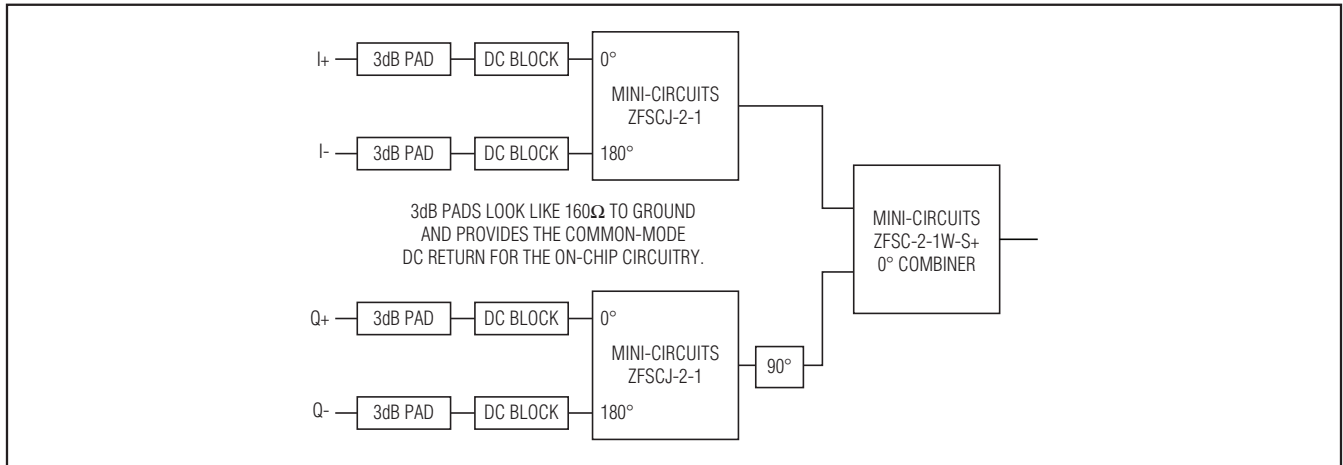 I+
3dB PAD
DC BLOCK
0°
MINI-CIRCUITS
ZFSCJ-2-1
I-
3dB PAD
DC BLOCK
180°
3dB PADS LOOK LIKE 160Ω TO GROUND
AND PROVIDES THE COMMON-MODE
DC RETURN FOR THE ON-CHIP CIRCUITRY.
MINI-CIRCUITS
ZFSC-2-1W-S+
0° COMBINER
Q+
3dB PAD
DC BLOCK
0°
MINI-CIRCUITS
ZFSCJ-2-1
90°
Q-
3dB PAD
DC BLOCK
180°